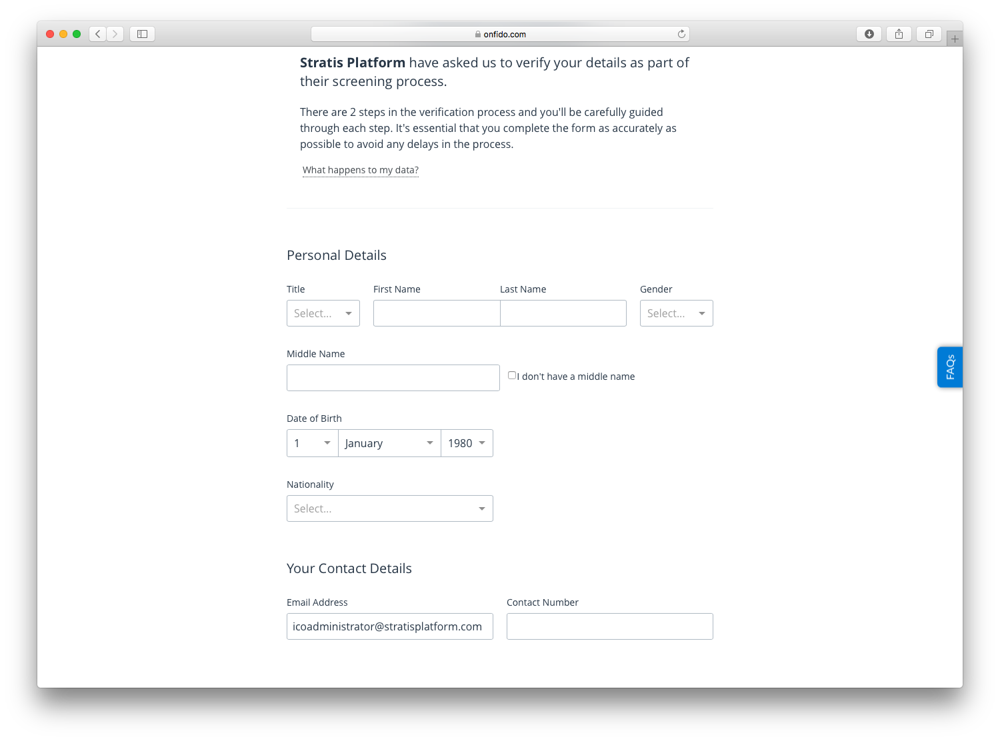 onfido.com
Stratis Platform have asked us to verify your details as part of
their screening process.
There are 2 steps in the verification process and you'll be carefully guided
through each step. It's essential that you complete the form as accurately as
possible to avoid any delays in the process.
What happens to my data?
Personal Details
Title First Name Last Name Gender
Select... Select...
Middle Name
I don't have a middle name
FAQs
Date of Birth
1 January 1980
Nationality
Select...
Your Contact Details
Email Address Contact Number
icoadministrator@stratisplatform.com